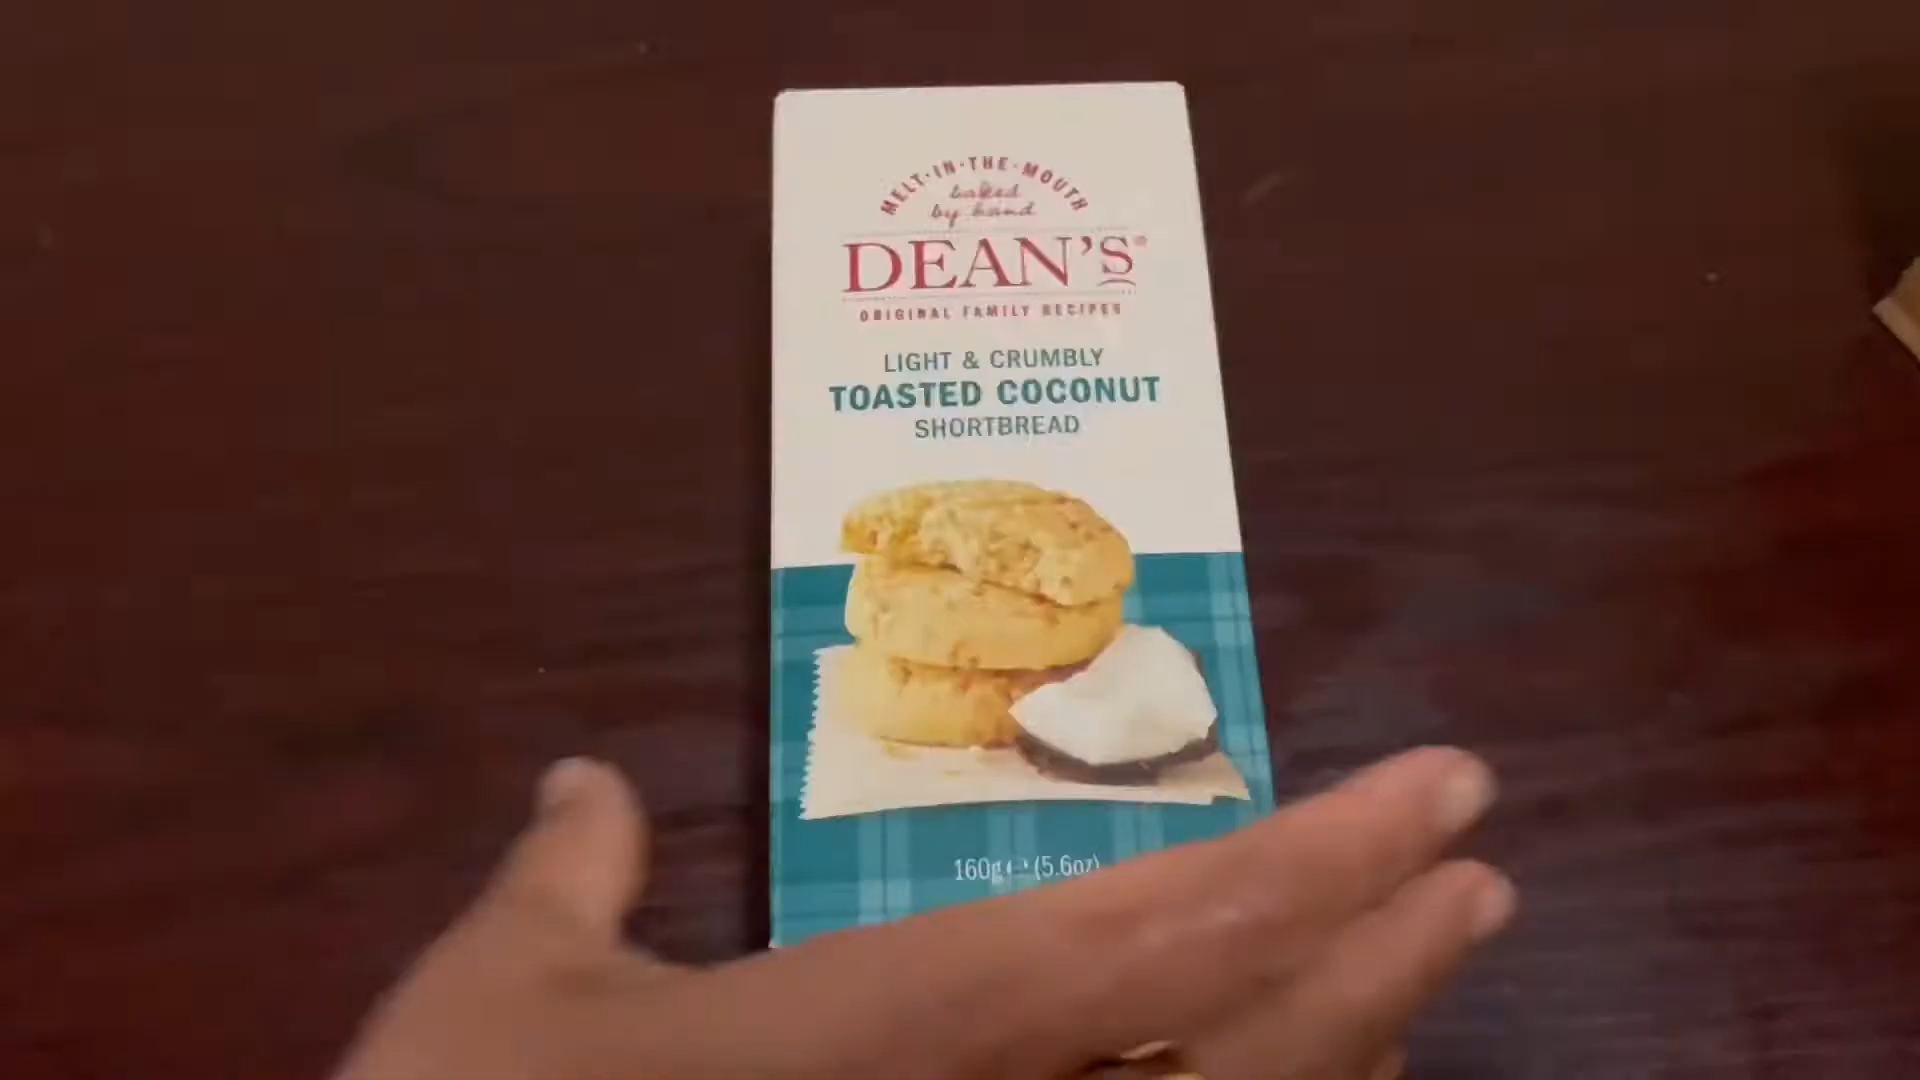 MELT·IN·THE·MOUTH
baked
by hand
DEAN'S®
ORIGINAL FAMILY RECIPES
LIGHT & CRUMBLY
TOASTED COCONUT
SHORTBREAD
160g ℮ (5.6oz)